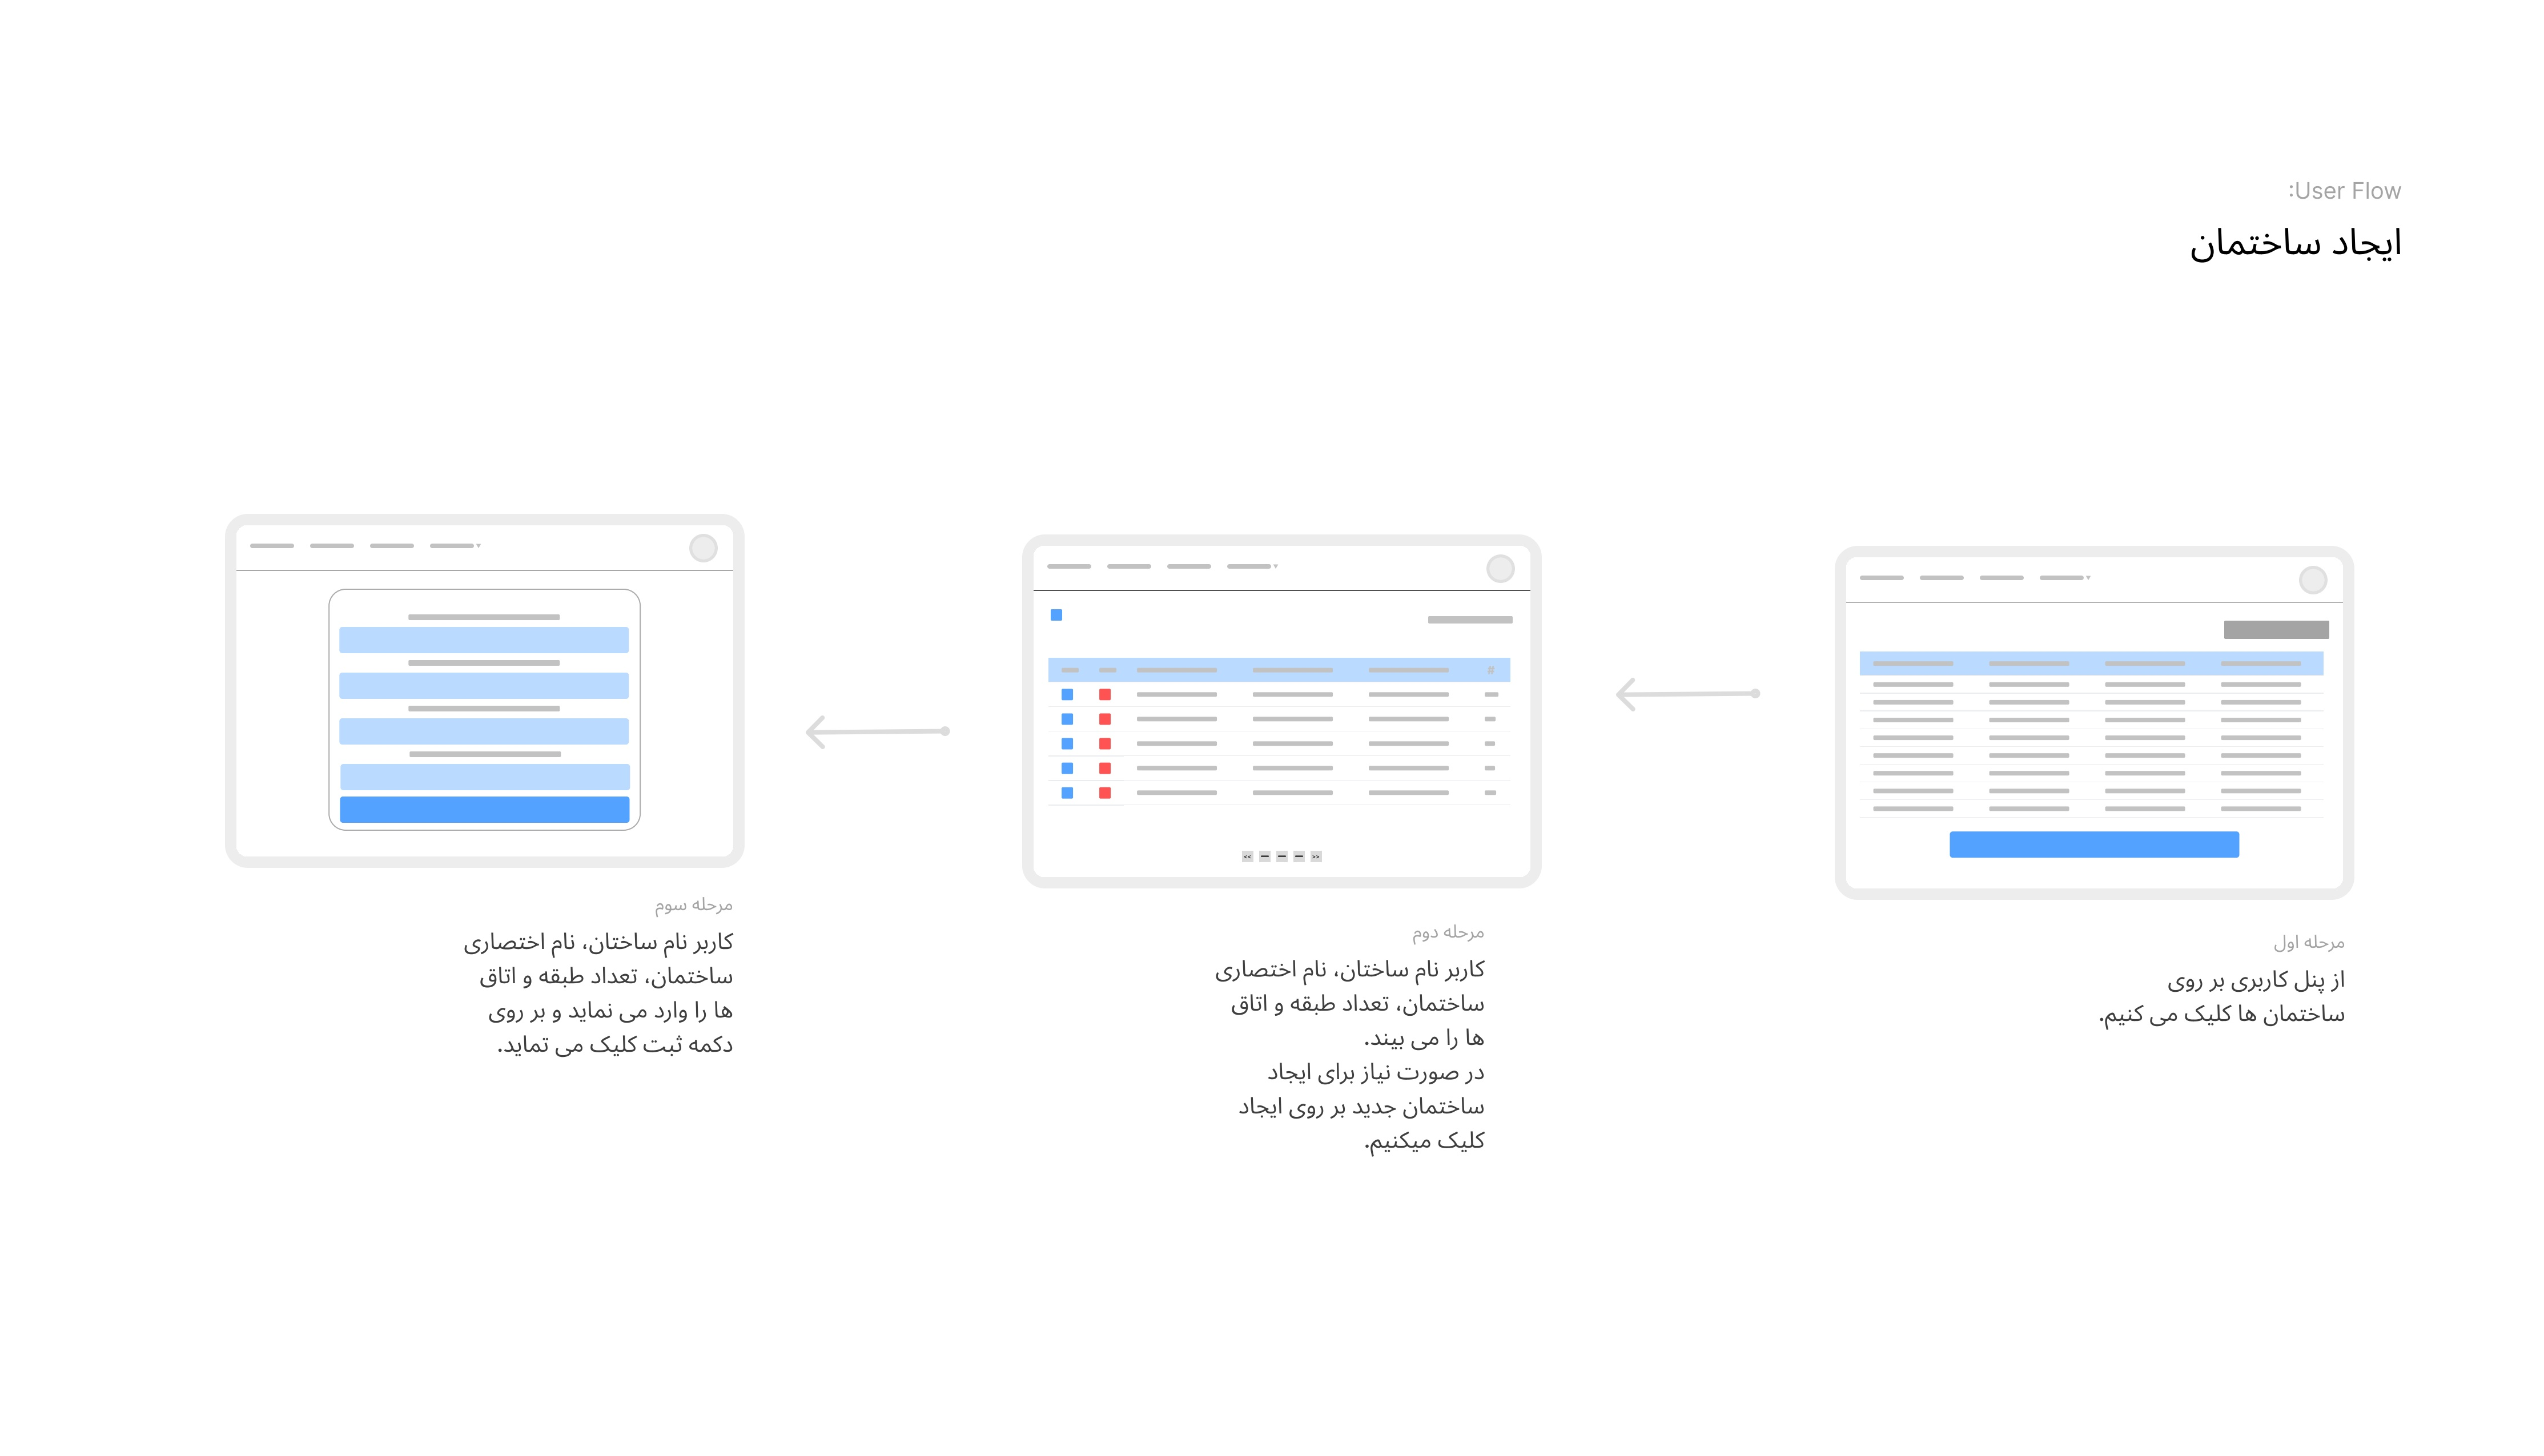 User Flow:
ایجاد ساختمان
مرحله اول
از پنل کاربری بر روی
ساختمان ها کلیک می کنیم.
#
<< >>
مرحله دوم
کاربر نام ساختان، نام اختصاری
ساختمان، تعداد طبقه و اتاق
ها را می بیند.
در صورت نیاز برای ایجاد
ساختمان جدید بر روی ایجاد
کلیک میکنیم.
مرحله سوم
کاربر نام ساختان، نام اختصاری
ساختمان، تعداد طبقه و اتاق
ها را وارد می نماید و بر روی
دکمه ثبت کلیک می تماید.